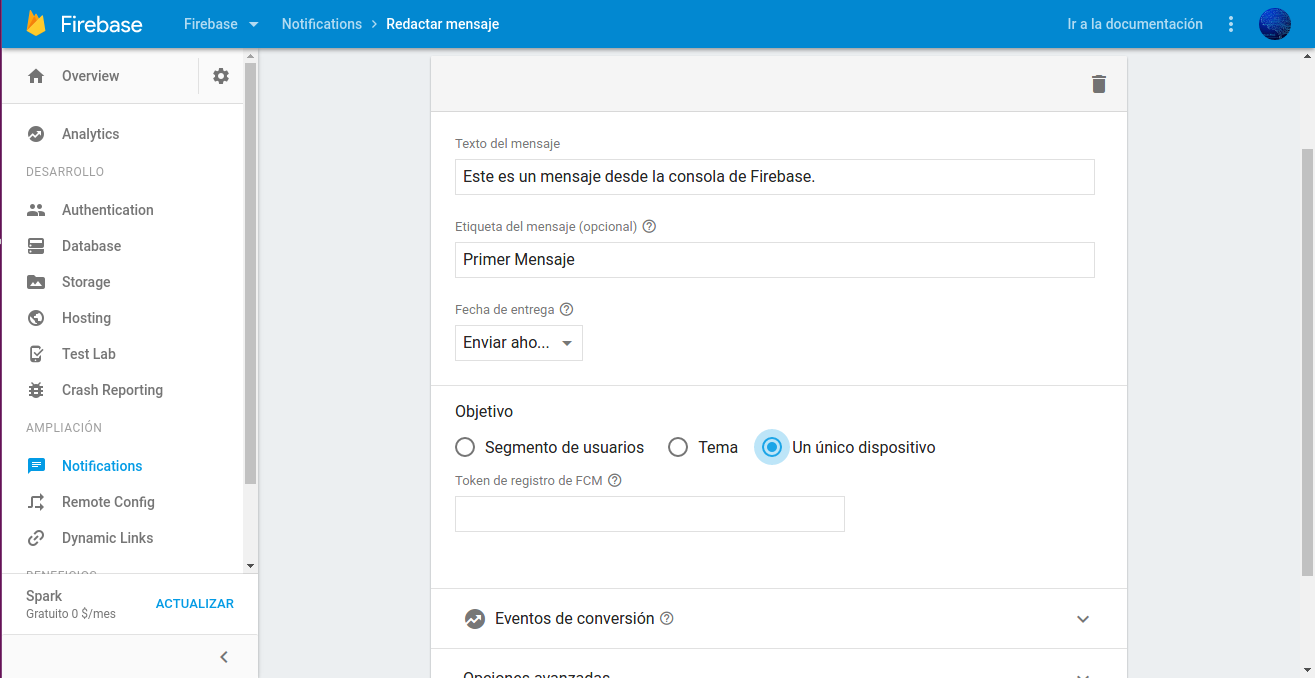 Firebase
Firebase
Notifications
Redactar mensaje
Ir a la documentación
Overview
Analytics
DESARROLLO
Authentication
Database
Storage
Hosting
Test Lab
Crash Reporting
AMPLIACIÓN
Notifications
Remote Config
Dynamic Links
BENEFICIOS
Spark
Gratuito 0 $/mes
ACTUALIZAR
Texto del mensaje
Este es un mensaje desde la consola de Firebase.
Etiqueta del mensaje (opcional)
Primer Mensaje
Fecha de entrega
Enviar aho...
Objetivo
Segmento de usuarios
Tema
Un único dispositivo
Token de registro de FCM
Eventos de conversión
Opciones avanzadas